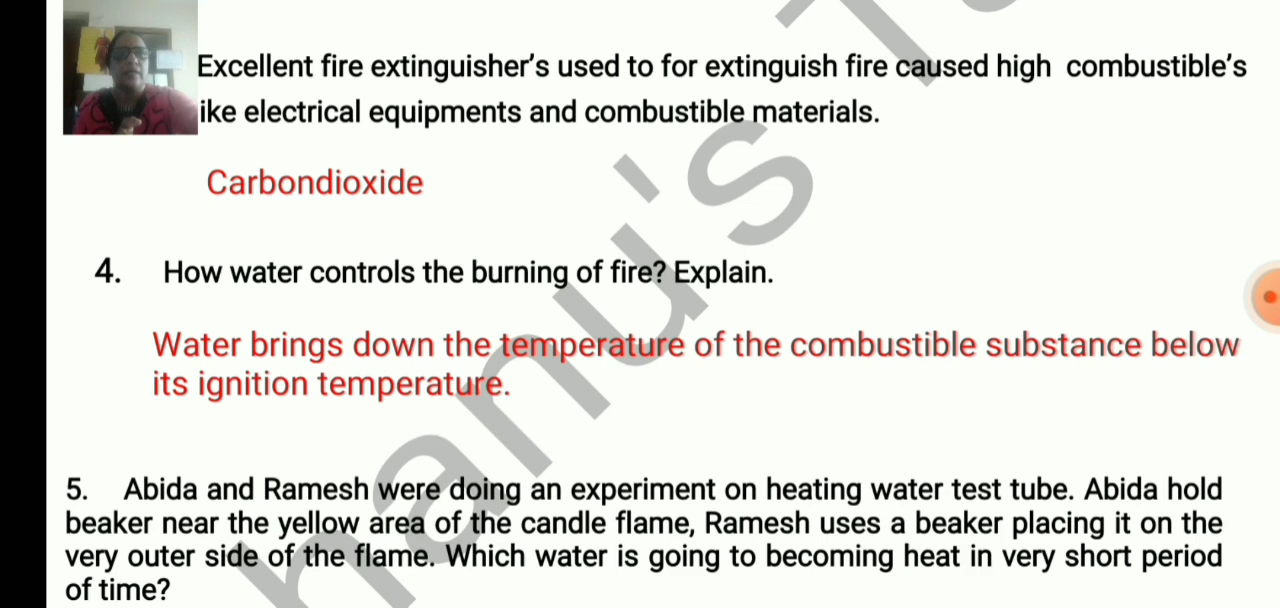 Excellent fire extinguisher's used to for extinguish fire caused high combustible's
ike electrical equipments and combustible materials.
Carbondioxide
4. How water controls the burning of fire? Explain.
Water brings down the temperature of the combustible substance below
its ignition temperature.
5. Abida and Ramesh were doing an experiment on heating water test tube. Abida hold
beaker near the yellow area of the candle flame, Ramesh uses a beaker placing it on the
very outer side of the flame. Which water is going to becoming heat in very short period
of time?
hanu's T